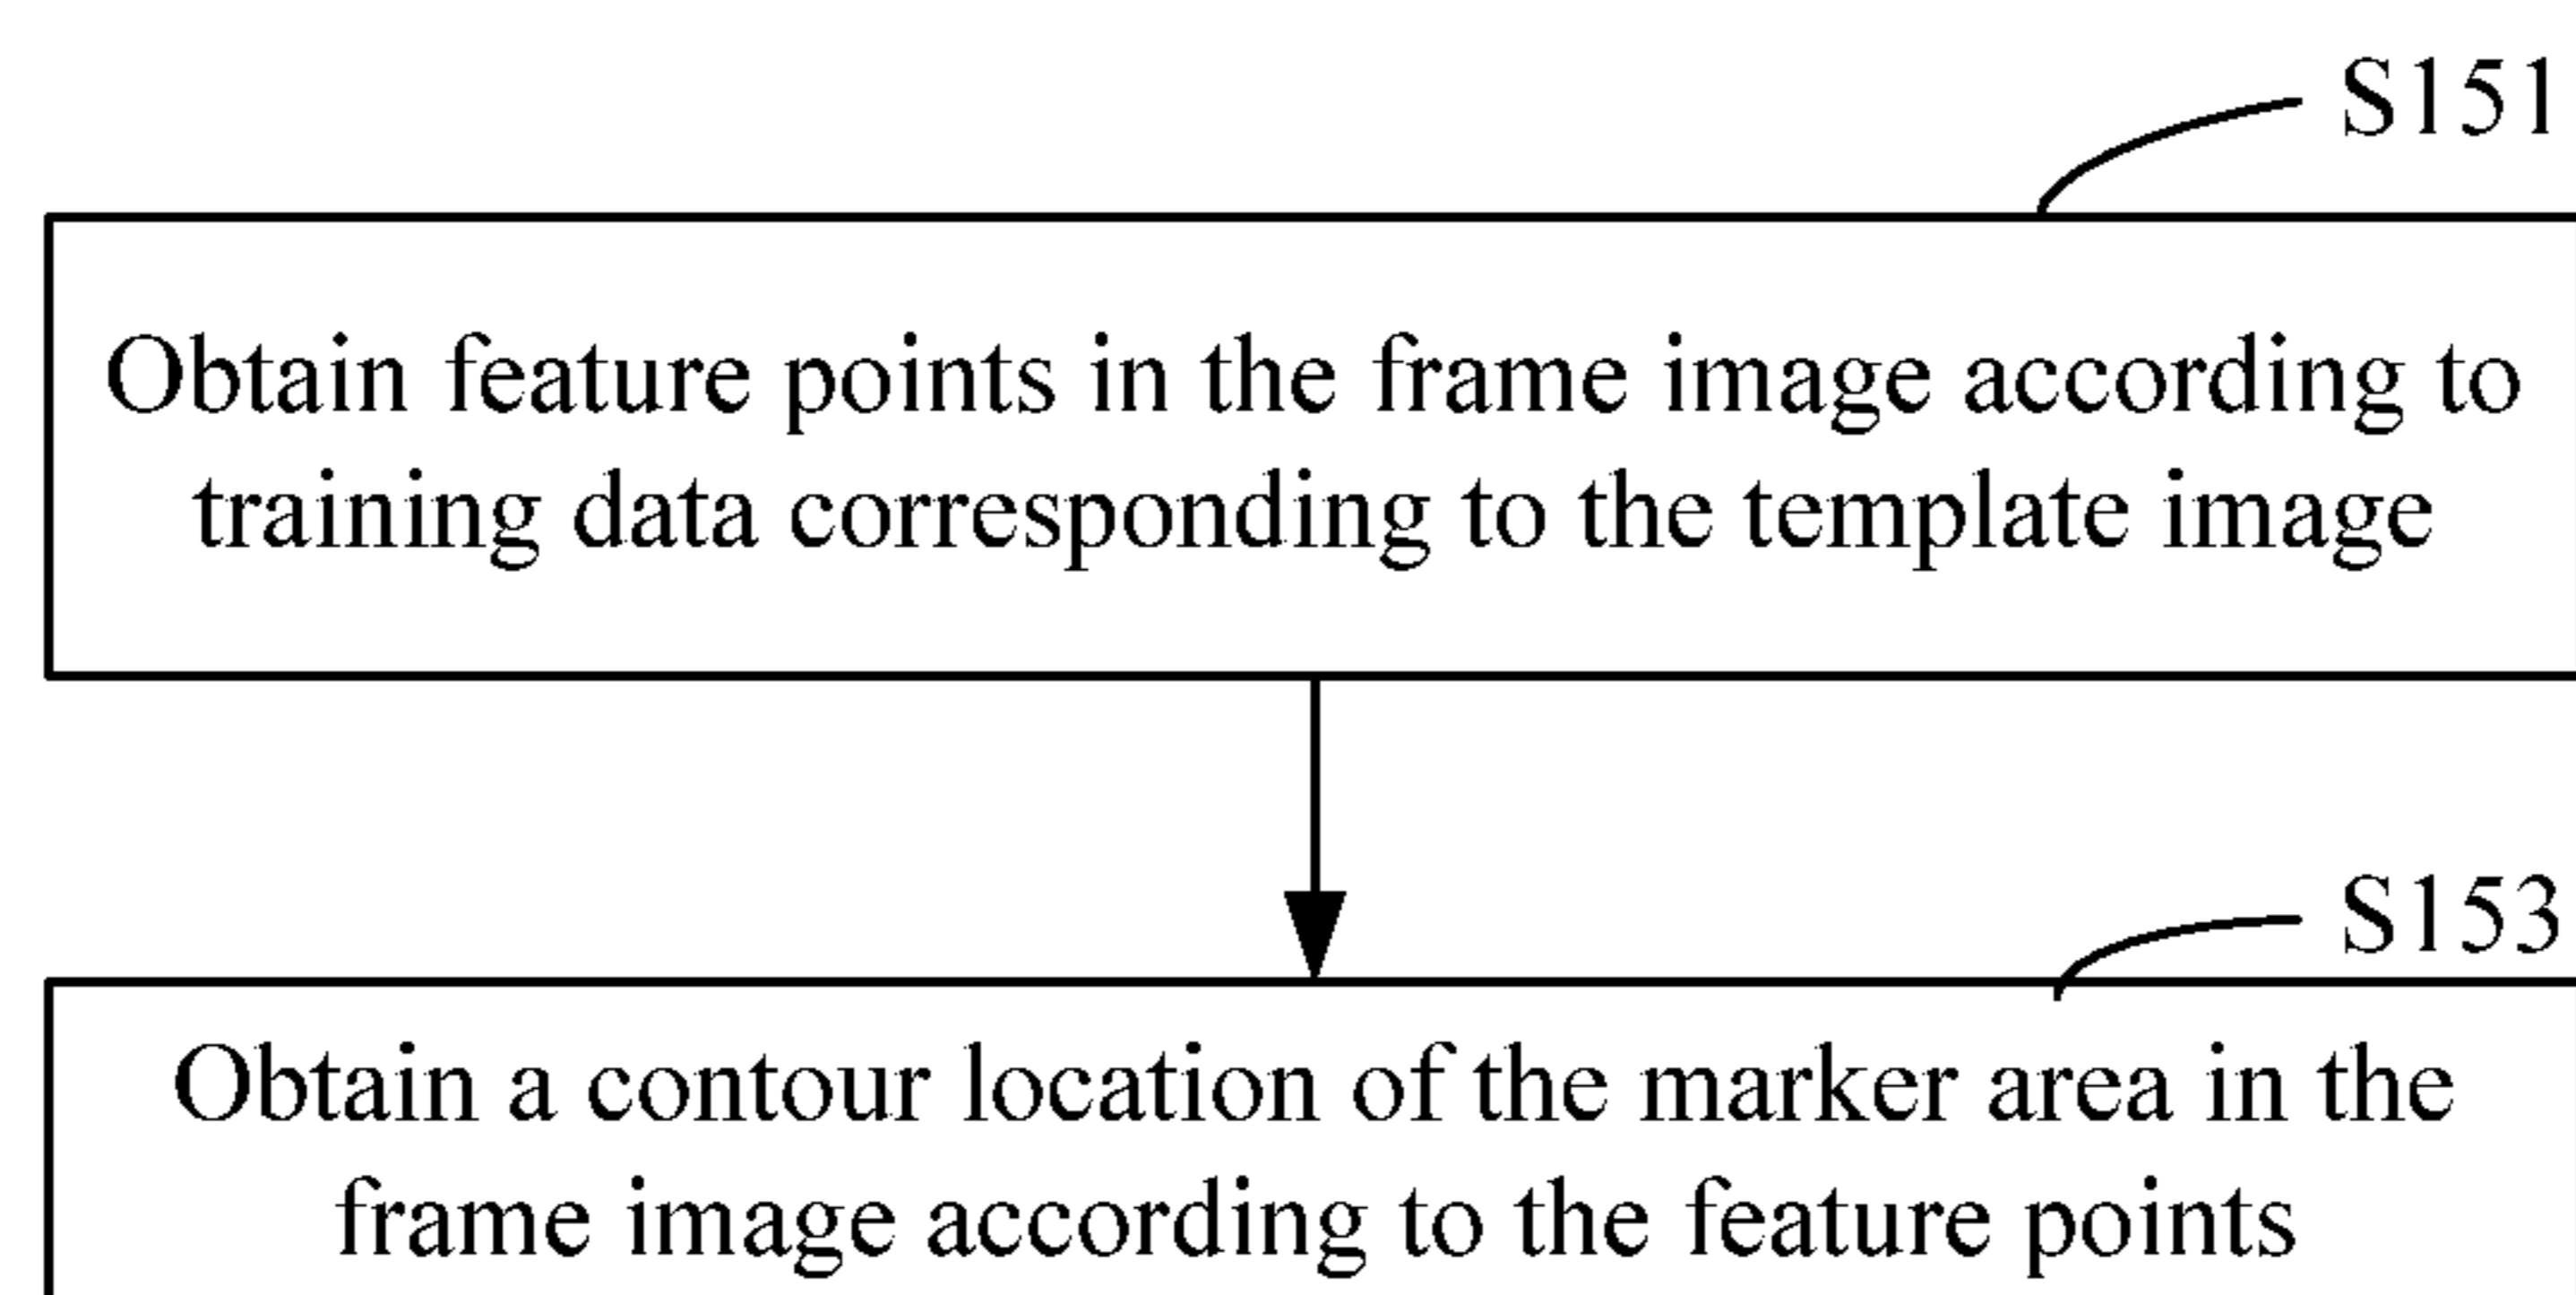 S151
Obtain feature points in the frame image according to
training data corresponding to the template image
S153
Obtain a contour location of the marker area in the
frame image according to the feature points